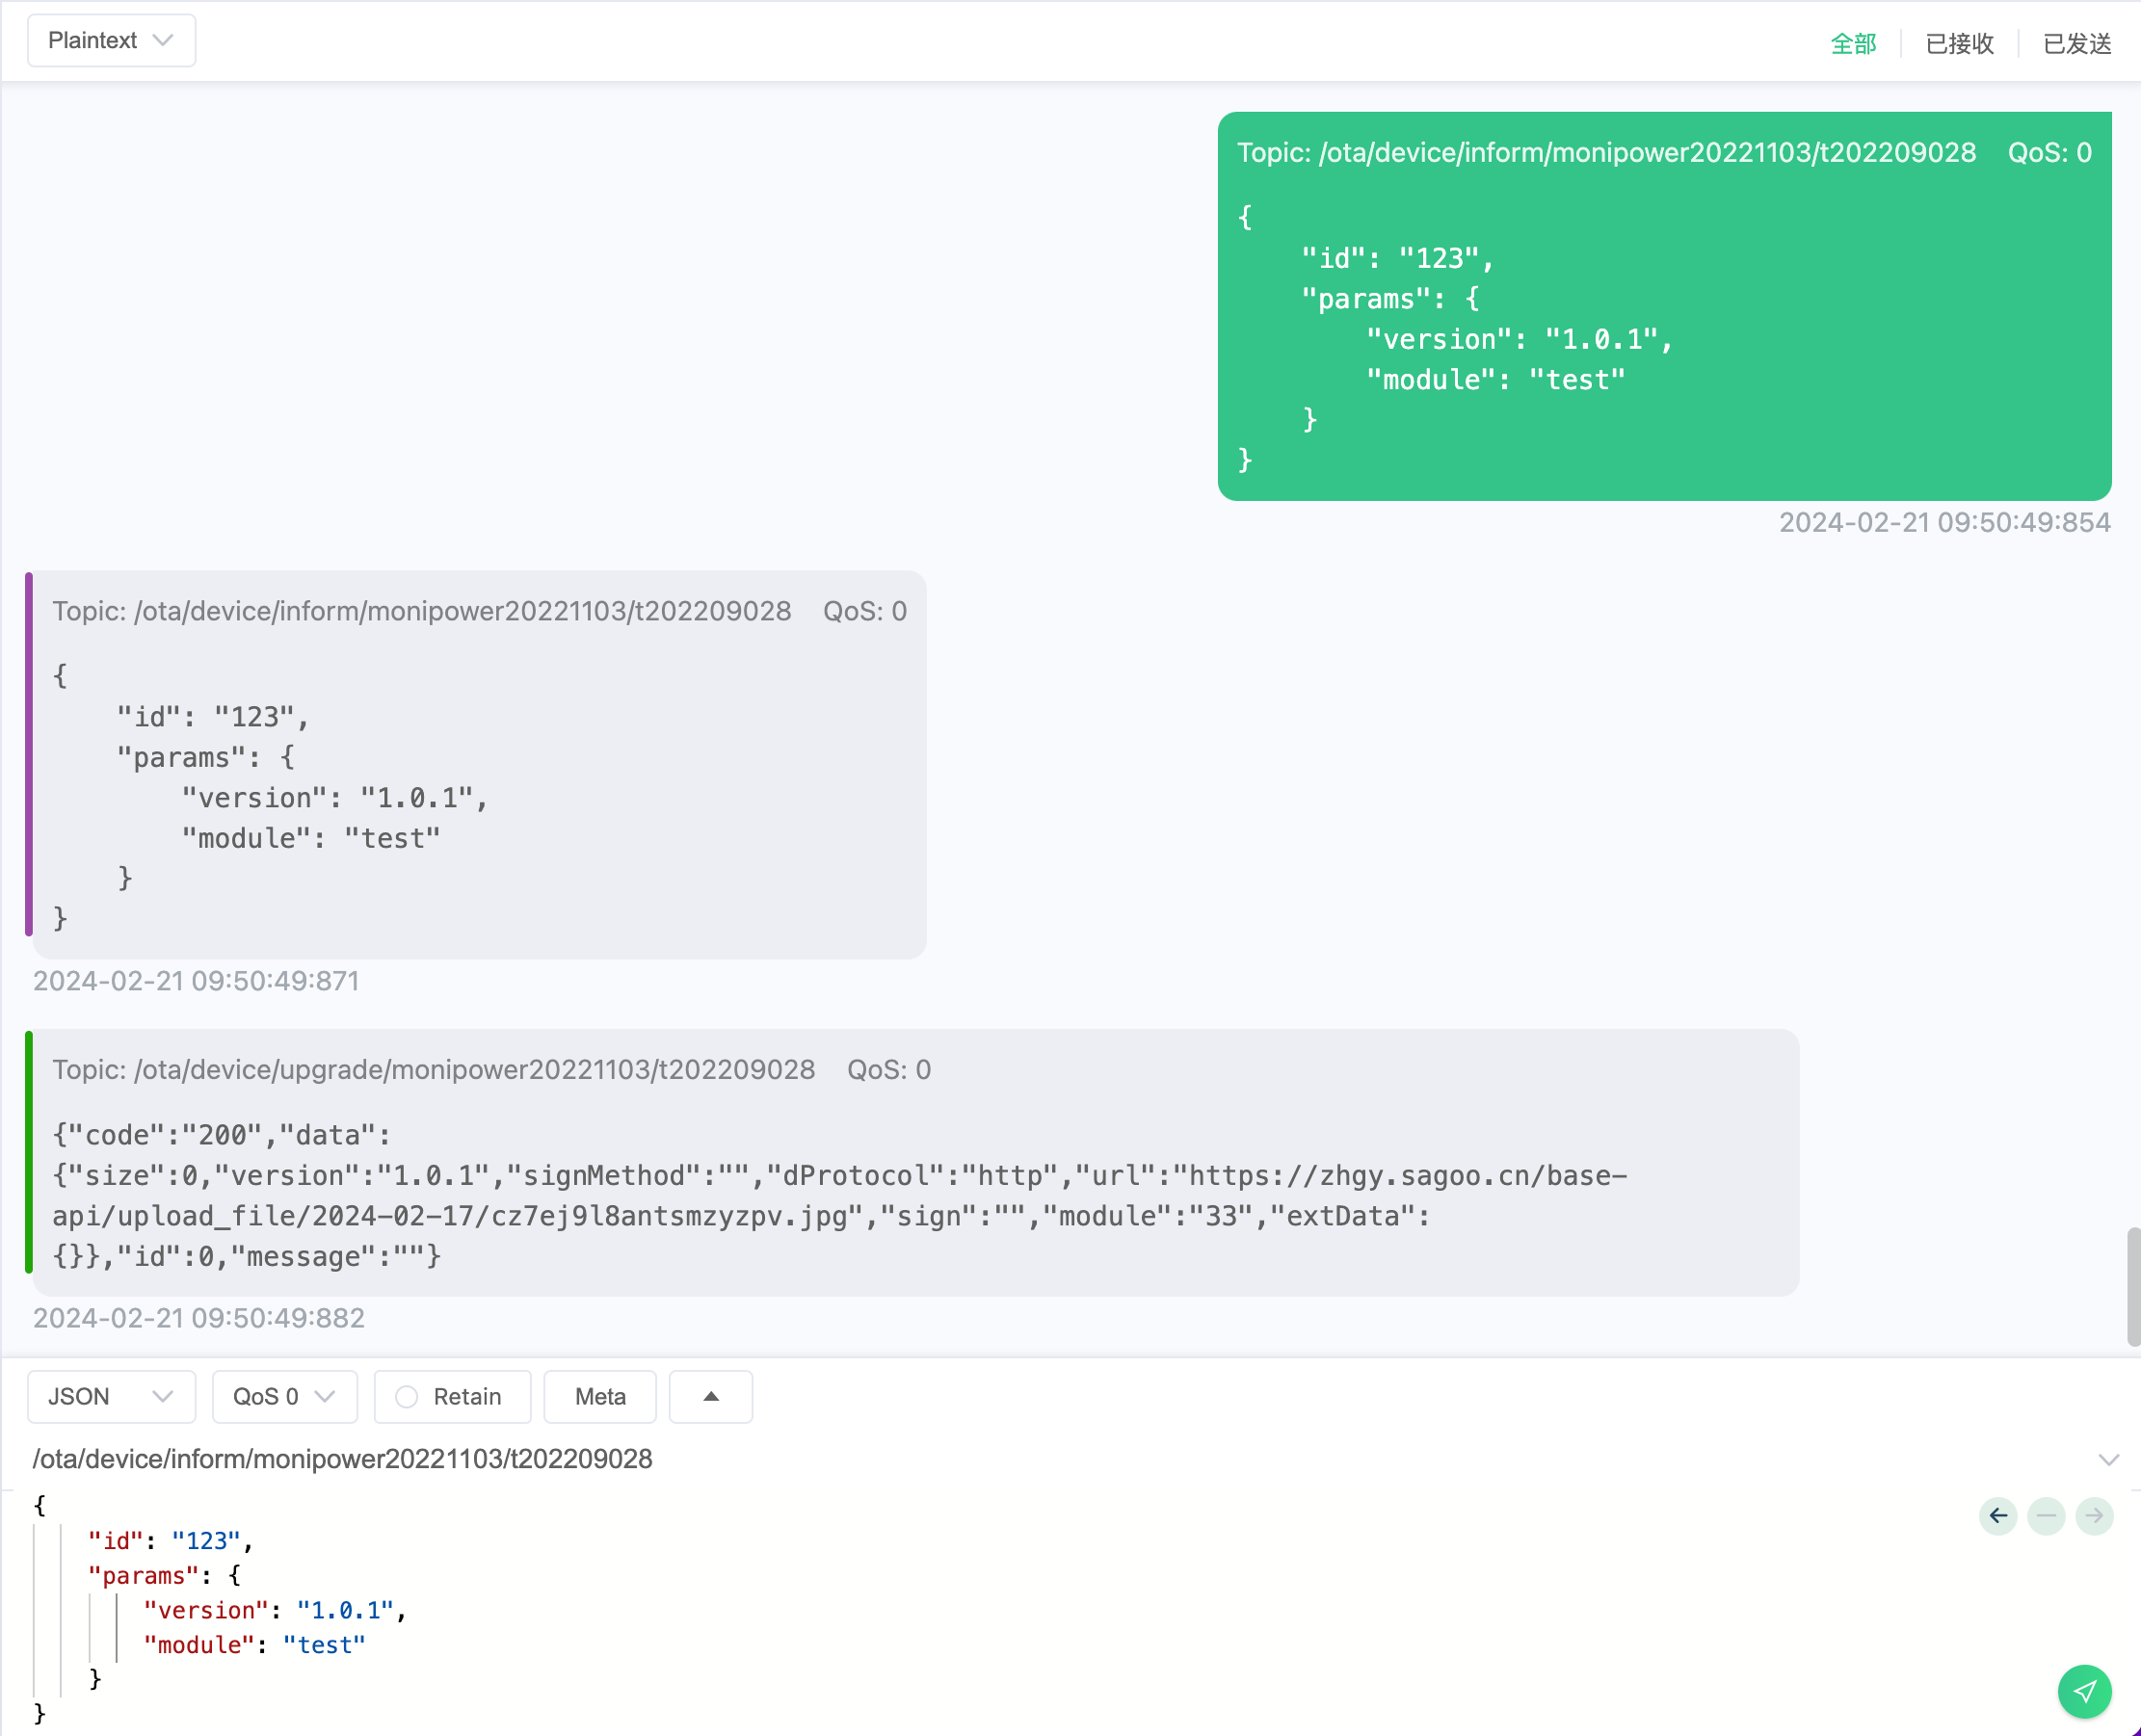 Plaintext
全部 已接收 已发送
Topic: /ota/device/inform/monipower20221103/t202209028 QoS: 0
{
    "id": "123",
    "params": {
        "version": "1.0.1",
        "module": "test"
    }
}
2024-02-21 09:50:49:854
Topic: /ota/device/inform/monipower20221103/t202209028 QoS: 0
{
    "id": "123",
    "params": {
        "version": "1.0.1",
        "module": "test"
    }
}
2024-02-21 09:50:49:871
Topic: /ota/device/upgrade/monipower20221103/t202209028 QoS: 0
{"code":"200","data":
{"size":0,"version":"1.0.1","signMethod":"","dProtocol":"http","url":"https://zhgy.sagoo.cn/base-
api/upload_file/2024-02-17/cz7ej9l8antsmzyzpv.jpg","sign":"","module":"33","extData":
{}},"id":0,"message":""}
2024-02-21 09:50:49:882
JSON QoS 0 Retain Meta
/ota/device/inform/monipower20221103/t202209028
{
    "id": "123",
    "params": {
        "version": "1.0.1",
        "module": "test"
    }
}